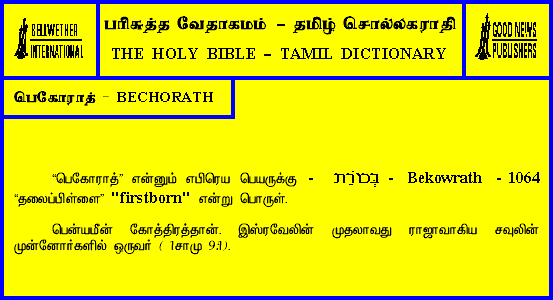 BELLWETHER
INTERNATIONAL
பரிசுத்த வேதாகமம் – தமிழ் சொல்லகராதி
THE HOLY BIBLE – TAMIL DICTIONARY
GOOD NEWS
PUBLISHERS
பெகோராத் - BECHORATH
“பெகோராத்” என்னும் எபிரெய பெயருக்கு - בְּכוֹרַת - Bekowrath - 1064
“தலைப்பிள்ளை” "firstborn" என்று பொருள்.
பென்யமீன் கோத்திரத்தான். இஸ்ரவேலின் முதலாவது ராஜாவாகிய சவுலின்
முன்னோர்களில் ஒருவர் ( 1சாமு 9:1).